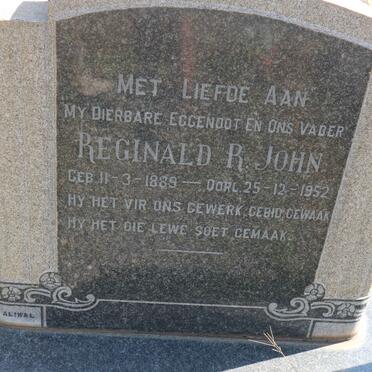 MET LIEFDE AAN
MY DIERBARE EGGENOOT EN ONS VADER
REGINALD R. JOHN
GEB. 11-3-1889 — OORL. 25-12-1952
HY HET VIR ONS GEWERK, GEBID, GEWAAK
HY HET DIE LEWE SOET GEMAAK.
ALIWAL